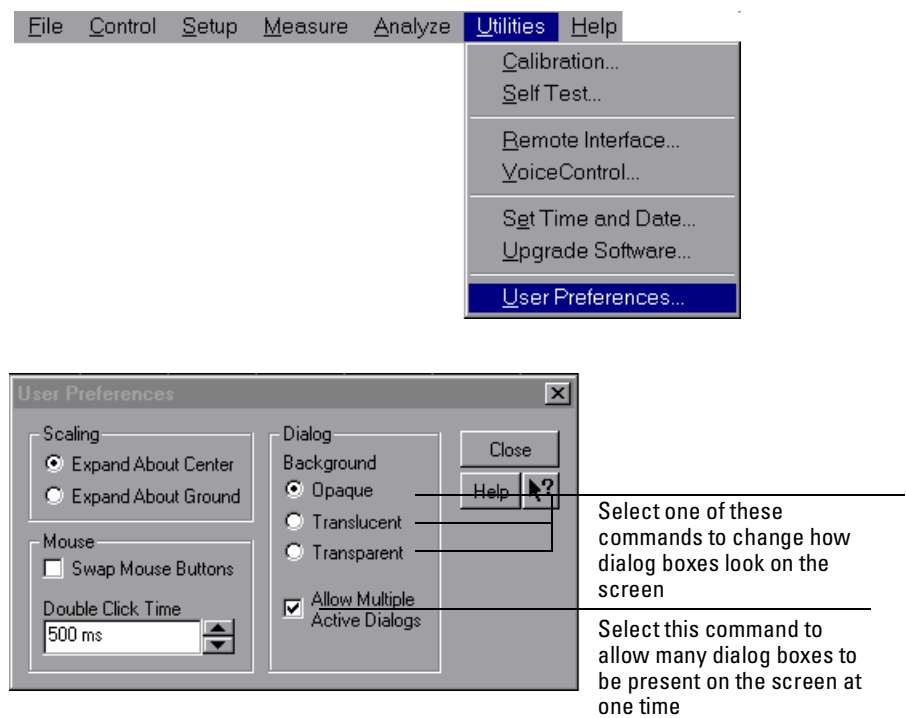 File Control Setup Measure Analyze Utilities Help
Calibration...
Self Test...
Remote Interface...
VoiceControl...
Set Time and Date...
Upgrade Software...
User Preferences...
User Preferences
Scaling
Expand About Center
Expand About Ground
Mouse
Swap Mouse Buttons
Double Click Time
500 ms
Dialog
Background
Opaque
Translucent
Transparent
Allow Multiple
Active Dialogs
Close
Help ?
Select one of these
commands to change how
dialog boxes look on the
screen
Select this command to
allow many dialog boxes to
be present on the screen at
one time